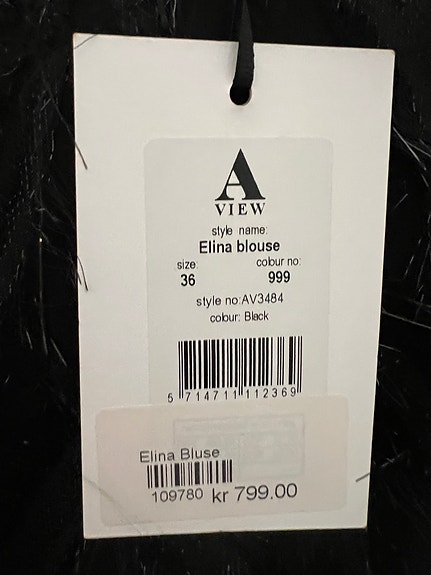 A
VIEW
style name:
Elina blouse
size: colour no:
36 999
style no:AV3484
colour: Black
5 714711 112369
Elina Bluse
109780 kr 799.00